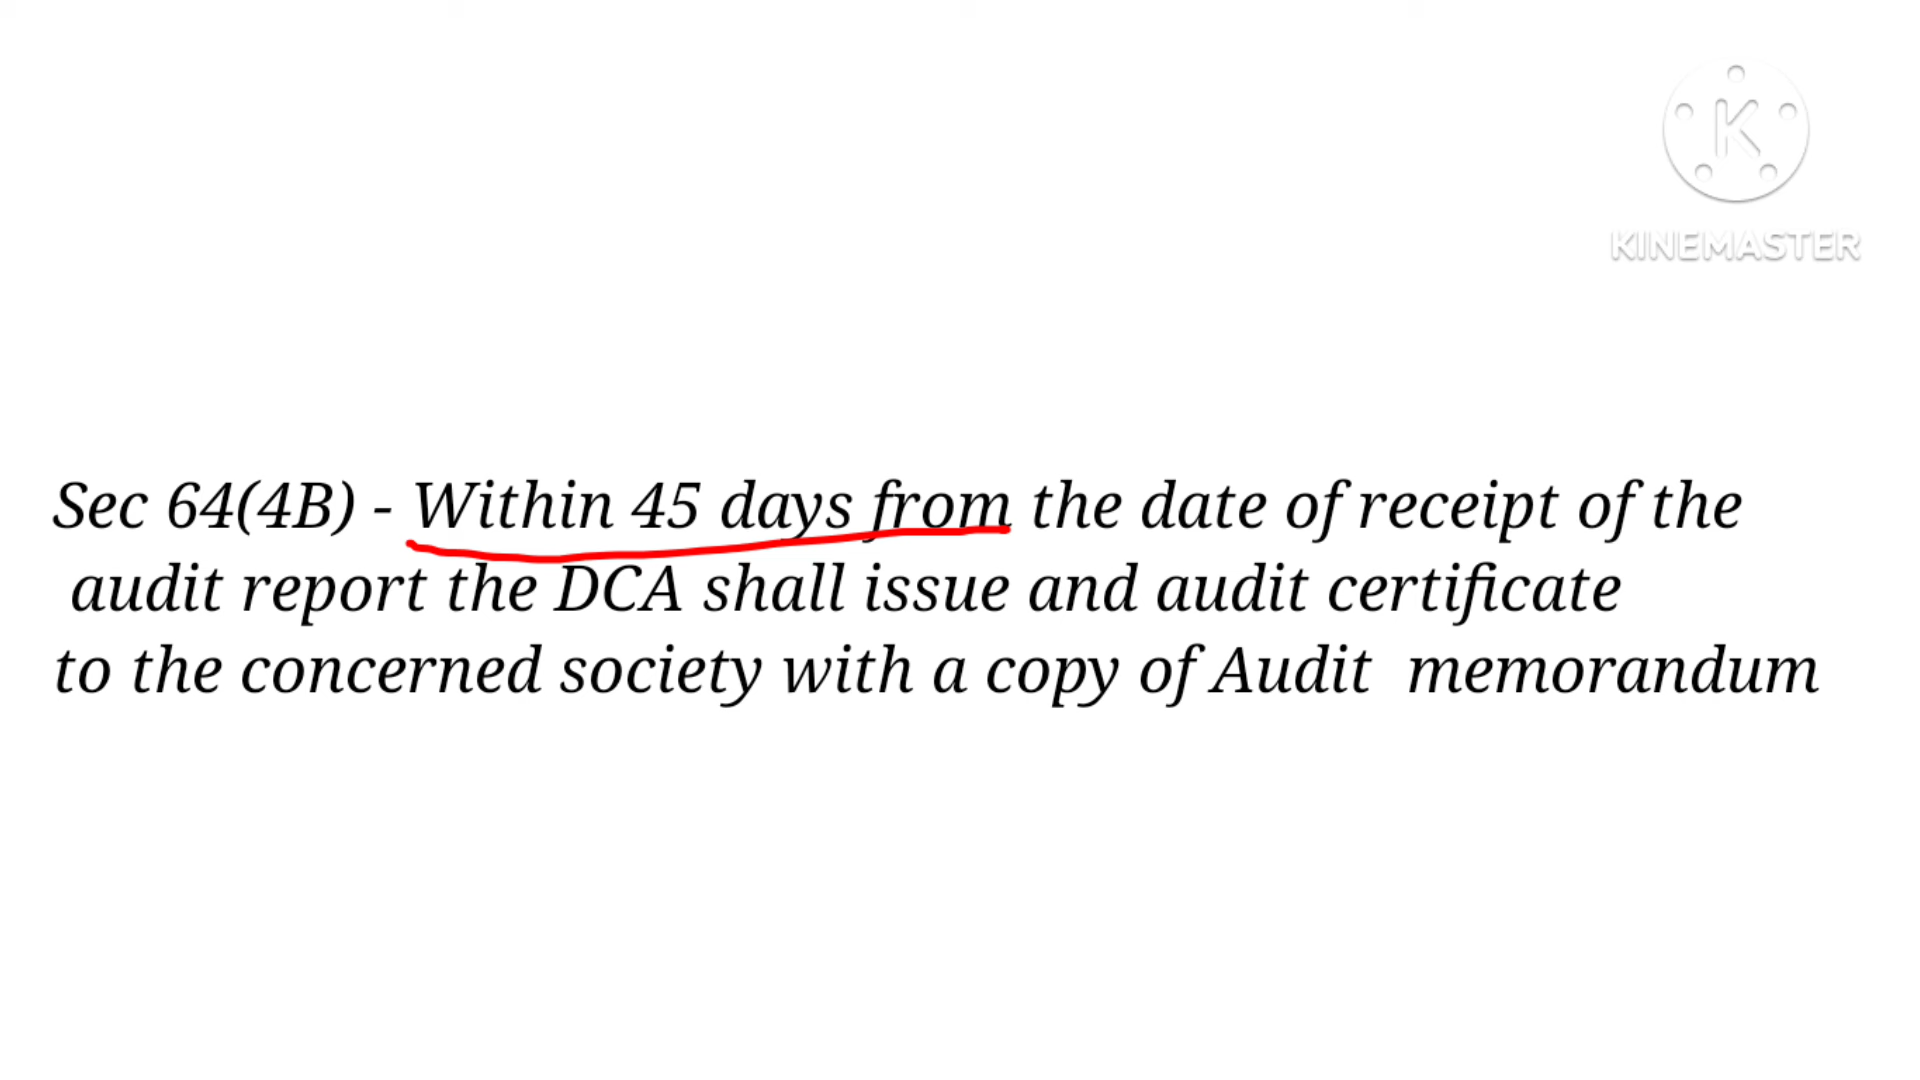 KINEMASTER
Sec 64(4B) - Within 45 days from the date of receipt of the
audit report the DCA shall issue and audit certificate
to the concerned society with a copy of Audit memorandum